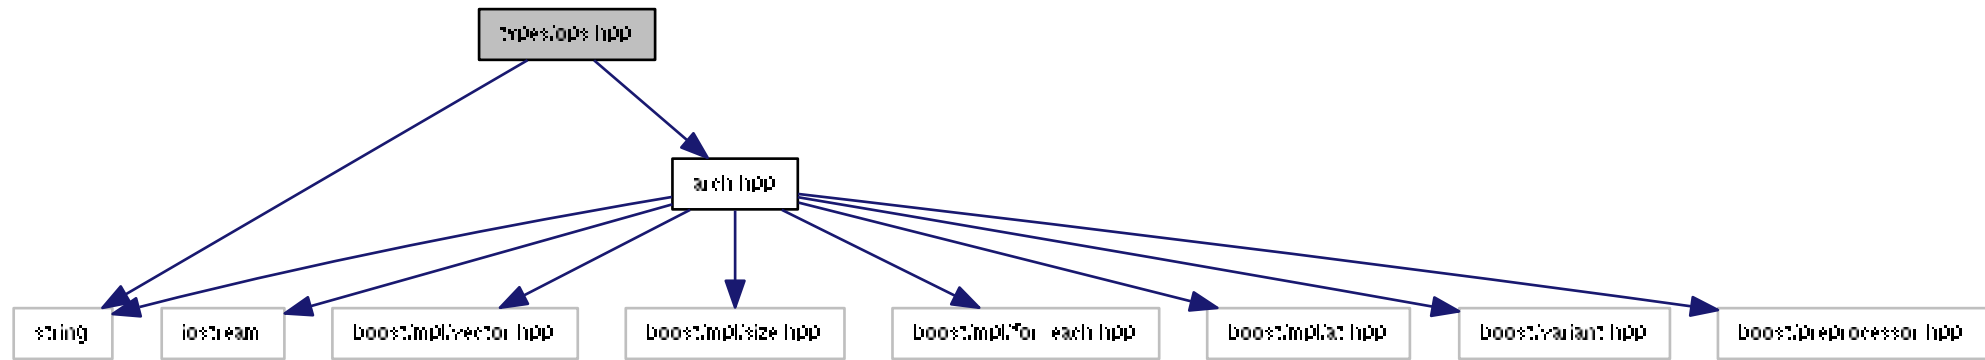 types/ops.hpp
arch.hpp
string
iostream
boost/mpl/vector.hpp
boost/mpl/size.hpp
boost/mpl/for_each.hpp
boost/mpl/at.hpp
boost/variant.hpp
boost/preprocessor.hpp